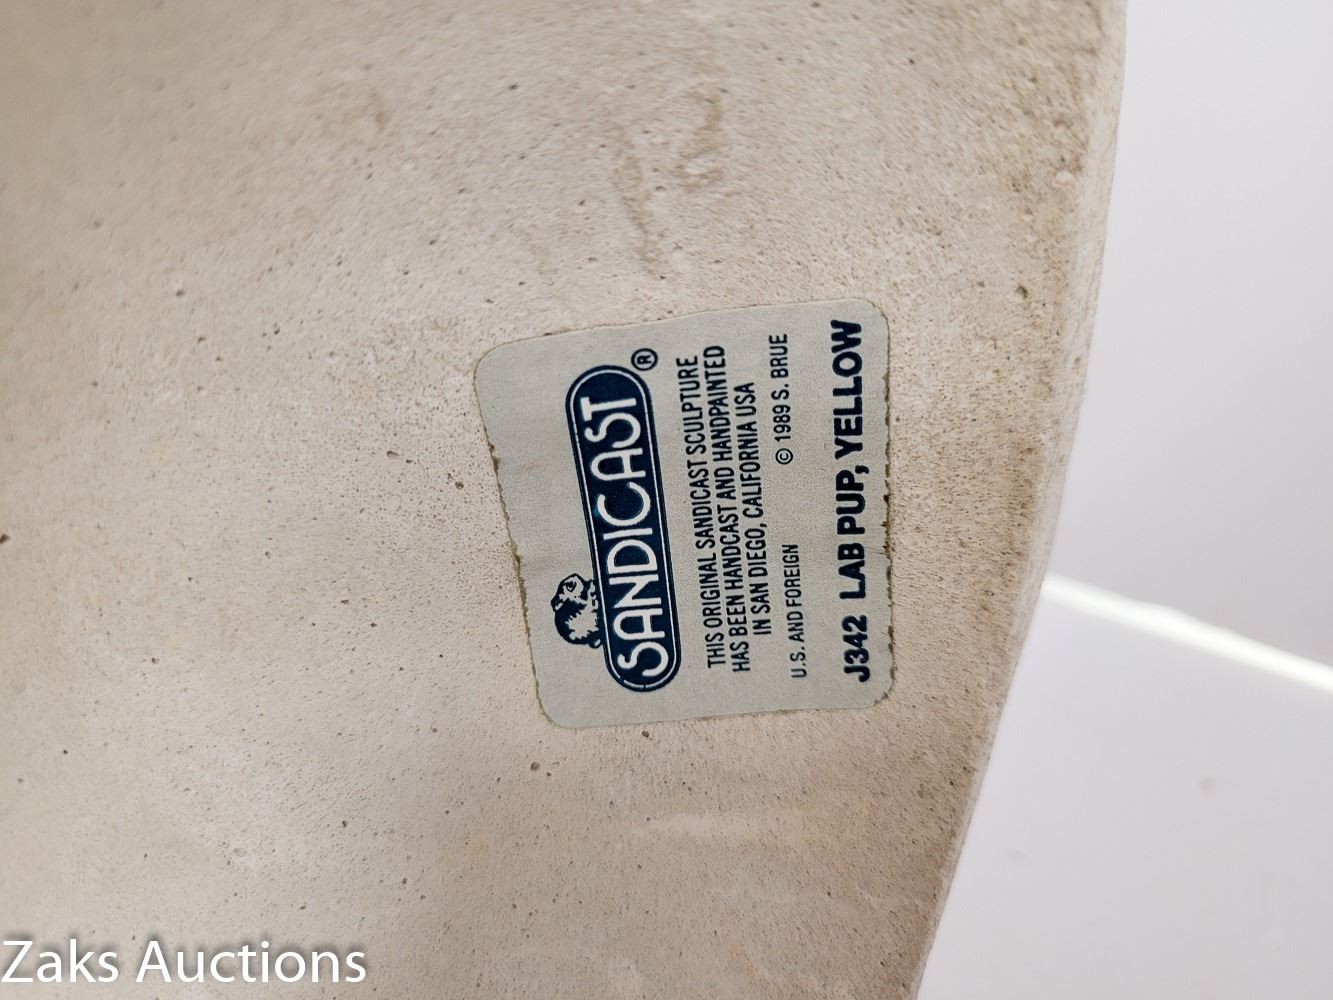 SANDICAST®
THIS ORIGINAL SANDICAST SCULPTURE
HAS BEEN HANDCAST AND HANDPAINTED
IN SAN DIEGO, CALIFORNIA USA
U.S. AND FOREIGN © 1989 S. BRUE
J342 LAB PUP, YELLOW
Zaks Auctions